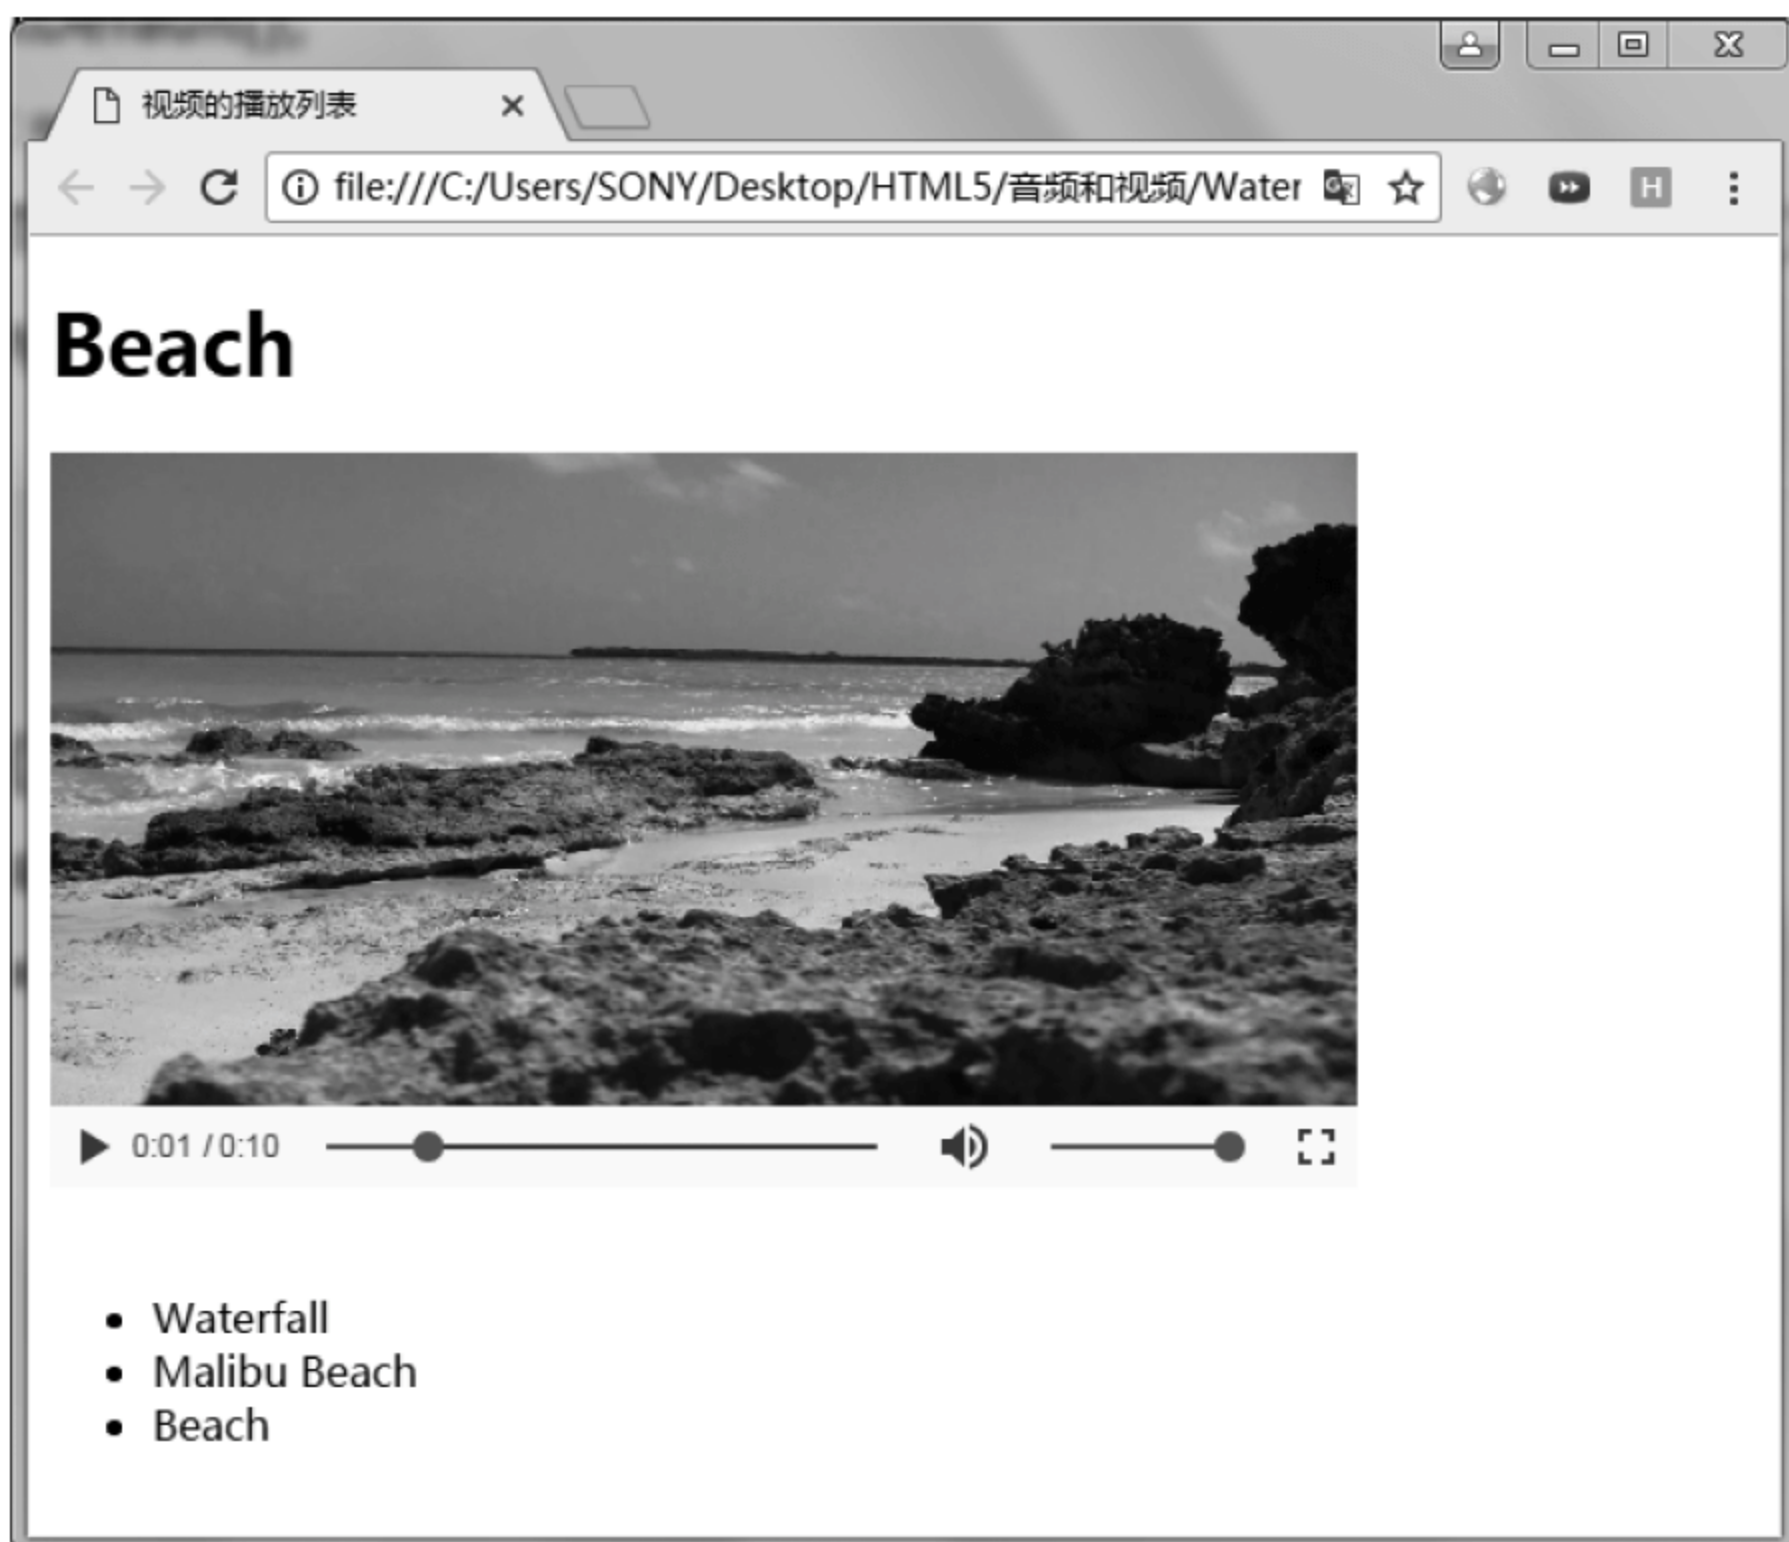 视频的播放列表
file:///C:/Users/SONY/Desktop/HTML5/音频和视频/Water
H
Beach
0:01 / 0:10
Waterfall
Malibu Beach
Beach